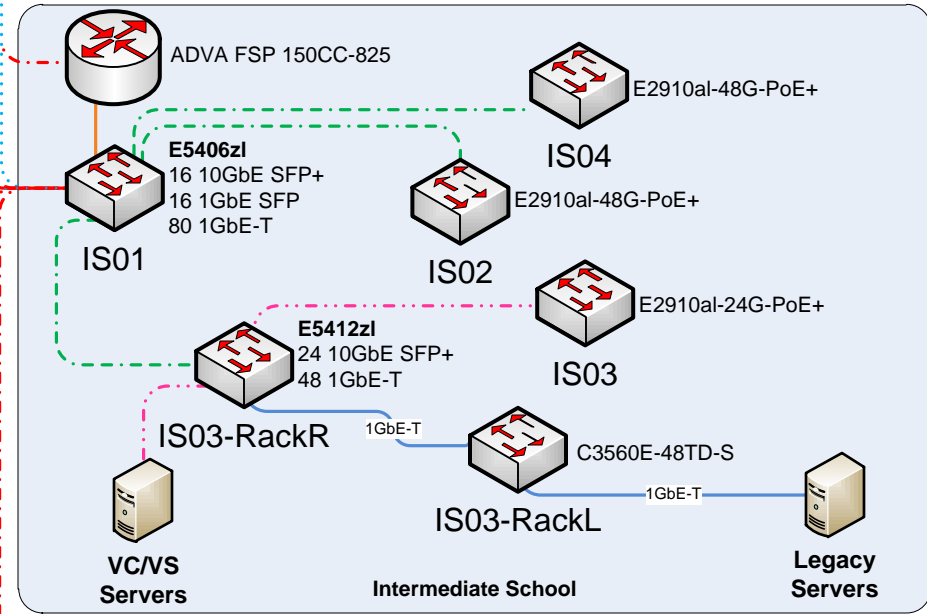 ADVA FSP 150CC-825
E2910al-48G-PoE+
IS04
E5406zl
16 10GbE SFP+
16 1GbE SFP
80 1GbE-T
IS01
E2910al-48G-PoE+
IS02
E2910al-24G-PoE+
IS03
E5412zl
24 10GbE SFP+
48 1GbE-T
IS03-RackR
1GbE-T
C3560E-48TD-S
IS03-RackL
1GbE-T
VC/VS
Servers
Intermediate School
Legacy
Servers